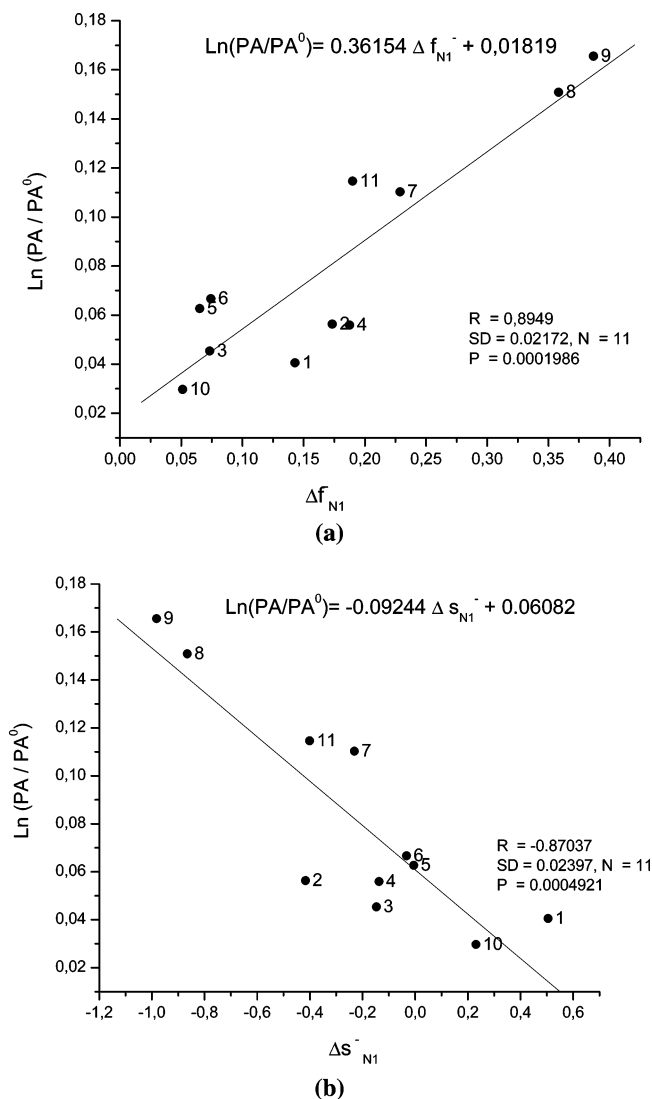 Ln(PA/PA⁰)= 0.36154 Δ f_N1⁻ + 0,01819
0,18
0,16
0,14
0,12
0,10
0,08
0,06
0,04
0,02
Ln (PA / PA⁰)
9
8
11
7
6
5
2
4
3
1
10
R = 0,8949
SD = 0.02172, N = 11
P = 0.0001986
0,00 0,05 0,10 0,15 0,20 0,25 0,30 0,35 0,40
Δf⁻_N1
(a)
Ln(PA/PA⁰)= -0.09244 Δ s_N1⁻ + 0.06082
0,18
0,16
0,14
0,12
0,10
0,08
0,06
0,04
0.02
Ln (PA / PA⁰)
9
8
11
7
6
5
2
4
3
1
10
R = -0.87037
SD = 0.02397, N = 11
P = 0.0004921
-1,2 -1,0 -0,8 -0,6 -0,4 -0,2 0,0 0,2 0,4 0,6
Δs⁻_N1
(b)